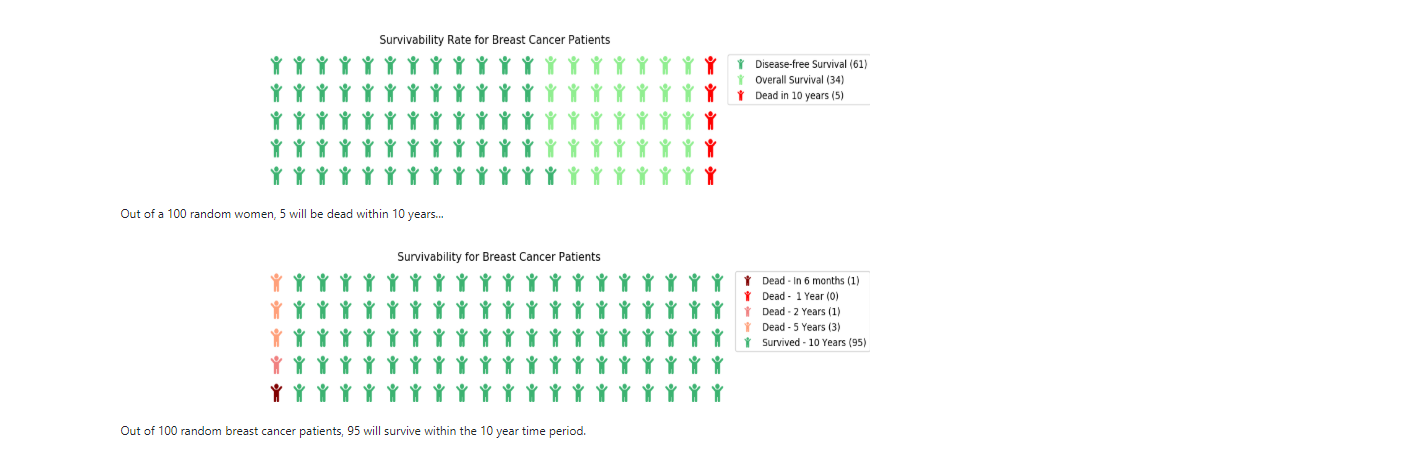 Survivability Rate for Breast Cancer Patients
Disease-free Survival (61)
Overall Survival (34)
Dead in 10 years (5)
Out of a 100 random women, 5 will be dead within 10 years...
Survivability for Breast Cancer Patients
Dead - In 6 months (1)
Dead - 1 Year (0)
Dead - 2 Years (1)
Dead - 5 Years (3)
Survived - 10 Years (95)
Out of 100 random breast cancer patients, 95 will survive within the 10 year time period.